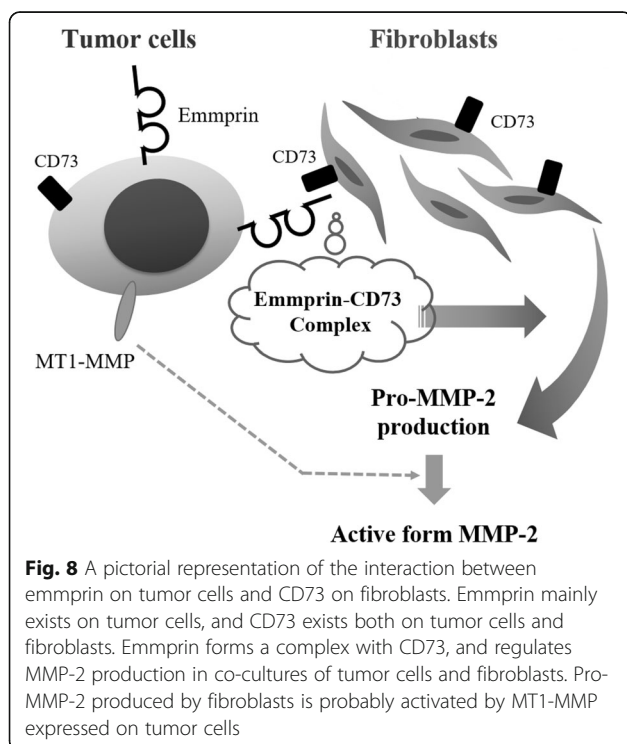 Tumor cells
Fibroblasts
Emmprin
CD73
CD73
CD73
Emmprin-CD73
Complex
MT1-MMP
Pro-MMP-2
production
Active form MMP-2
Fig. 8 A pictorial representation of the interaction between
emmprin on tumor cells and CD73 on fibroblasts. Emmprin mainly
exists on tumor cells, and CD73 exists both on tumor cells and
fibroblasts. Emmprin forms a complex with CD73, and regulates
MMP-2 production in co-cultures of tumor cells and fibroblasts. Pro-
MMP-2 produced by fibroblasts is probably activated by MT1-MMP
expressed on tumor cells